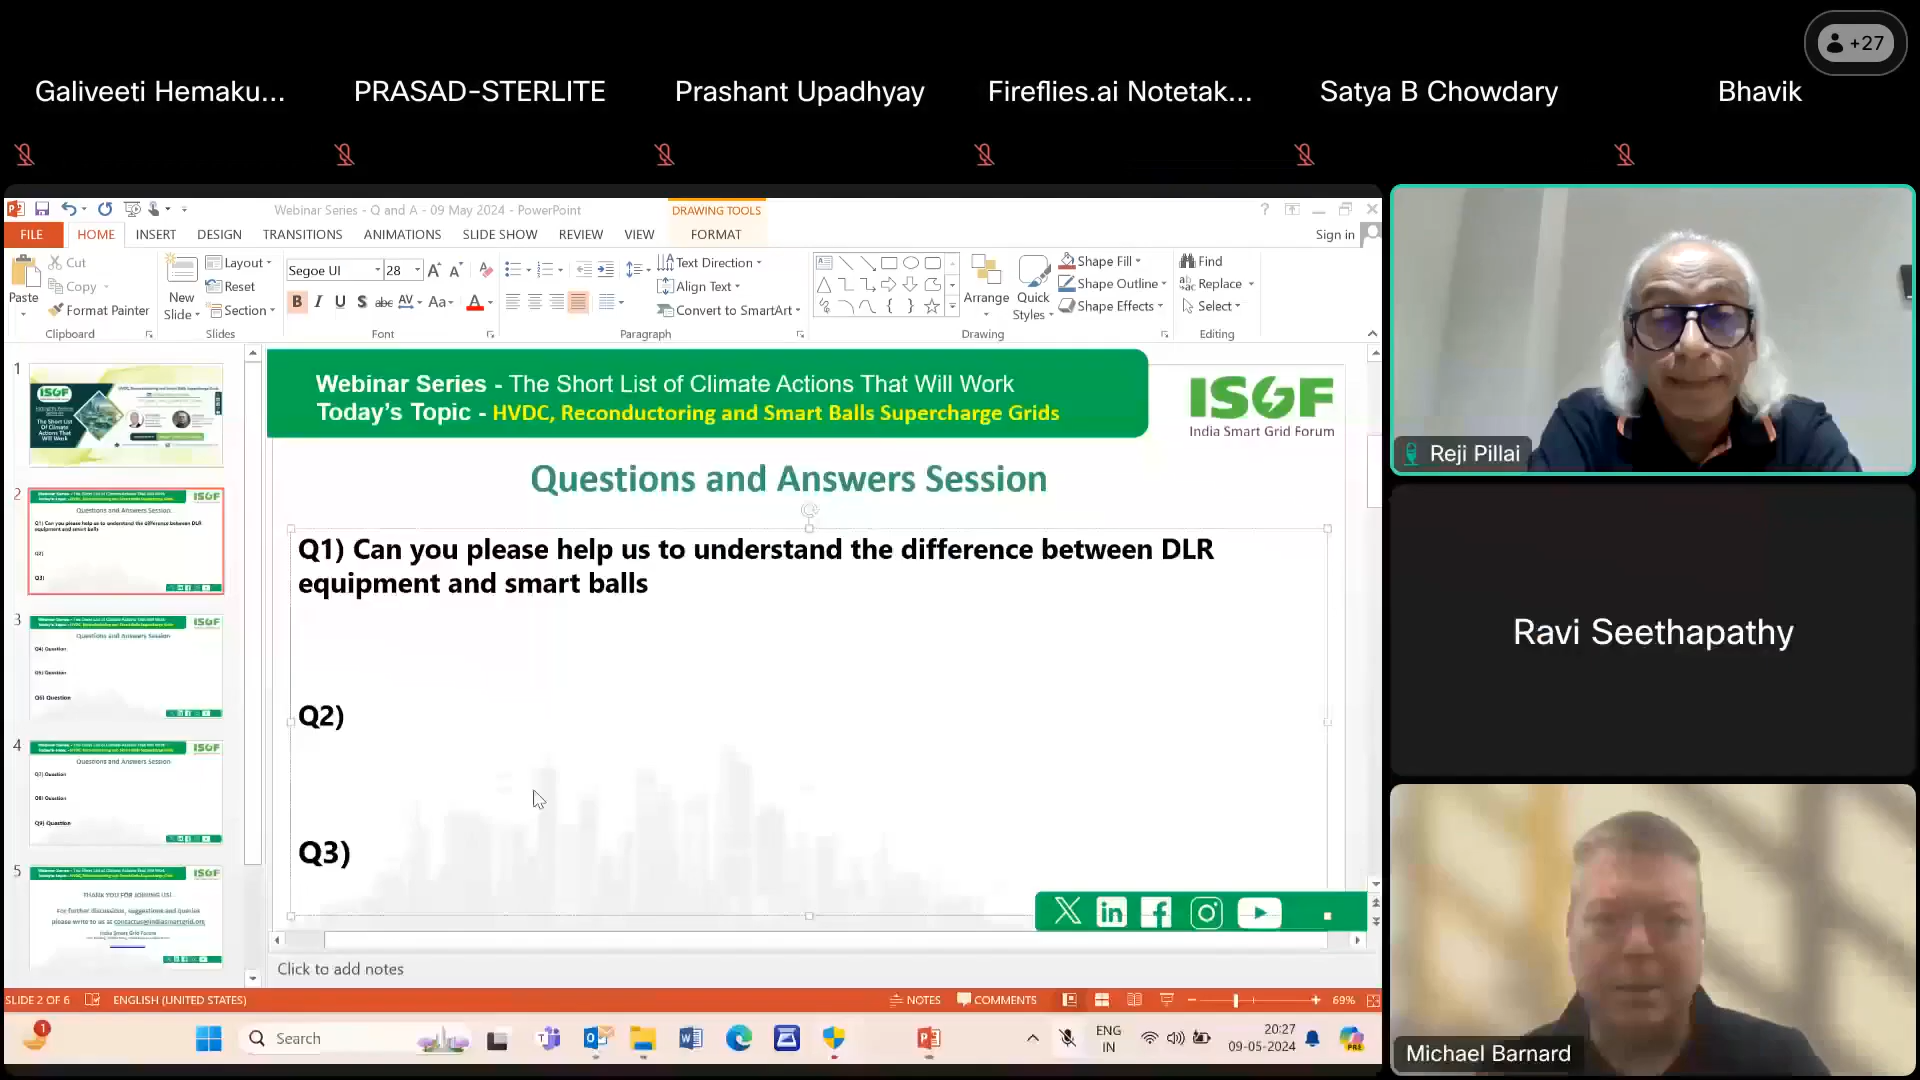 +27
Galiveeti Hemaku...
PRASAD-STERLITE
Prashant Upadhyay
Fireflies.ai Notetak...
Satya B Chowdary
Bhavik
Webinar Series - Q and A - 09 May 2024 - PowerPoint
DRAWING TOOLS
FILE
HOME
INSERT
DESIGN
TRANSITIONS
ANIMATIONS
SLIDE SHOW
REVIEW
VIEW
FORMAT
Sign in
Paste
Cut
Copy
Format Painter
Clipboard
New
Slide
Layout
Reset
Section
Slides
Segoe UI
28
Font
Text Direction
Align Text
Convert to SmartArt
Paragraph
Arrange
Quick
Styles
Shape Fill
Shape Outline
Shape Effects
Drawing
Find
Replace
Select
Editing
1
2
3
4
5
Webinar Series - The Short List of Climate Actions That Will Work
Today's Topic - HVDC, Reconductoring and Smart Balls Supercharge Grids
ISGF
India Smart Grid Forum
Questions and Answers Session
Q1) Can you please help us to understand the difference between DLR
equipment and smart balls
Q2)
Q3)
Click to add notes
SLIDE 2 OF 6
ENGLISH (UNITED STATES)
NOTES
COMMENTS
69%
1
Search
ENG
IN
20:27
09-05-2024
Reji Pillai
Ravi Seethapathy
Michael Barnard